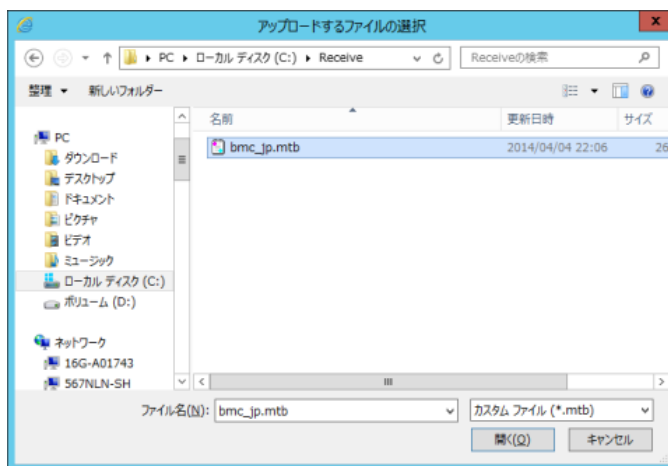 アップロードするファイルの選択
PC ▸ ローカル ディスク (C:) ▸ Receive
Receiveの検索
整理 新しいフォルダー
名前 更新日時 サイズ
bmc_jp.mtb 2014/04/04 22:06 26
PC
ダウンロード
デスクトップ
ドキュメント
ピクチャ
ビデオ
ミュージック
ローカル ディスク (C:)
ボリューム (D:)
ネットワーク
16G-A01743
567NLN-SH
ファイル名(N): bmc_jp.mtb カスタム ファイル (*.mtb)
開く(O) キャンセル